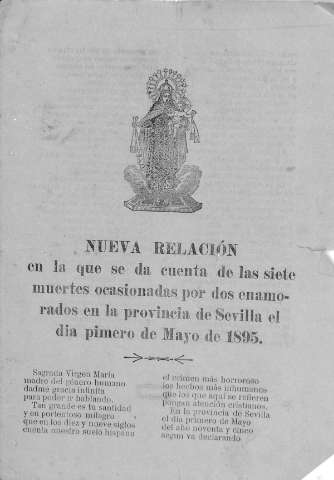 NUEVA RELACIÓN
en la que se da cuenta de las siete
muertes ocasionadas por dos enamo-
rados en la provincia de Sevilla el
dia pimero de Mayo de 1895.
Sagrada Virgen María
madre del género humano
dadme gracia infinita
para poder ir hablando.
Tan grande es tu santidad
y en portentoso milagro
que en los diez y nueve siglos
cuenta nuestro suelo hispano
el crimen más horroroso
los hechos más inhumanos
que los que aquí se refieren
pongan atención cristianos.
En la provincia de Sevilla
el día primero de Mayo
del año noventa y cinco
segun va declarando